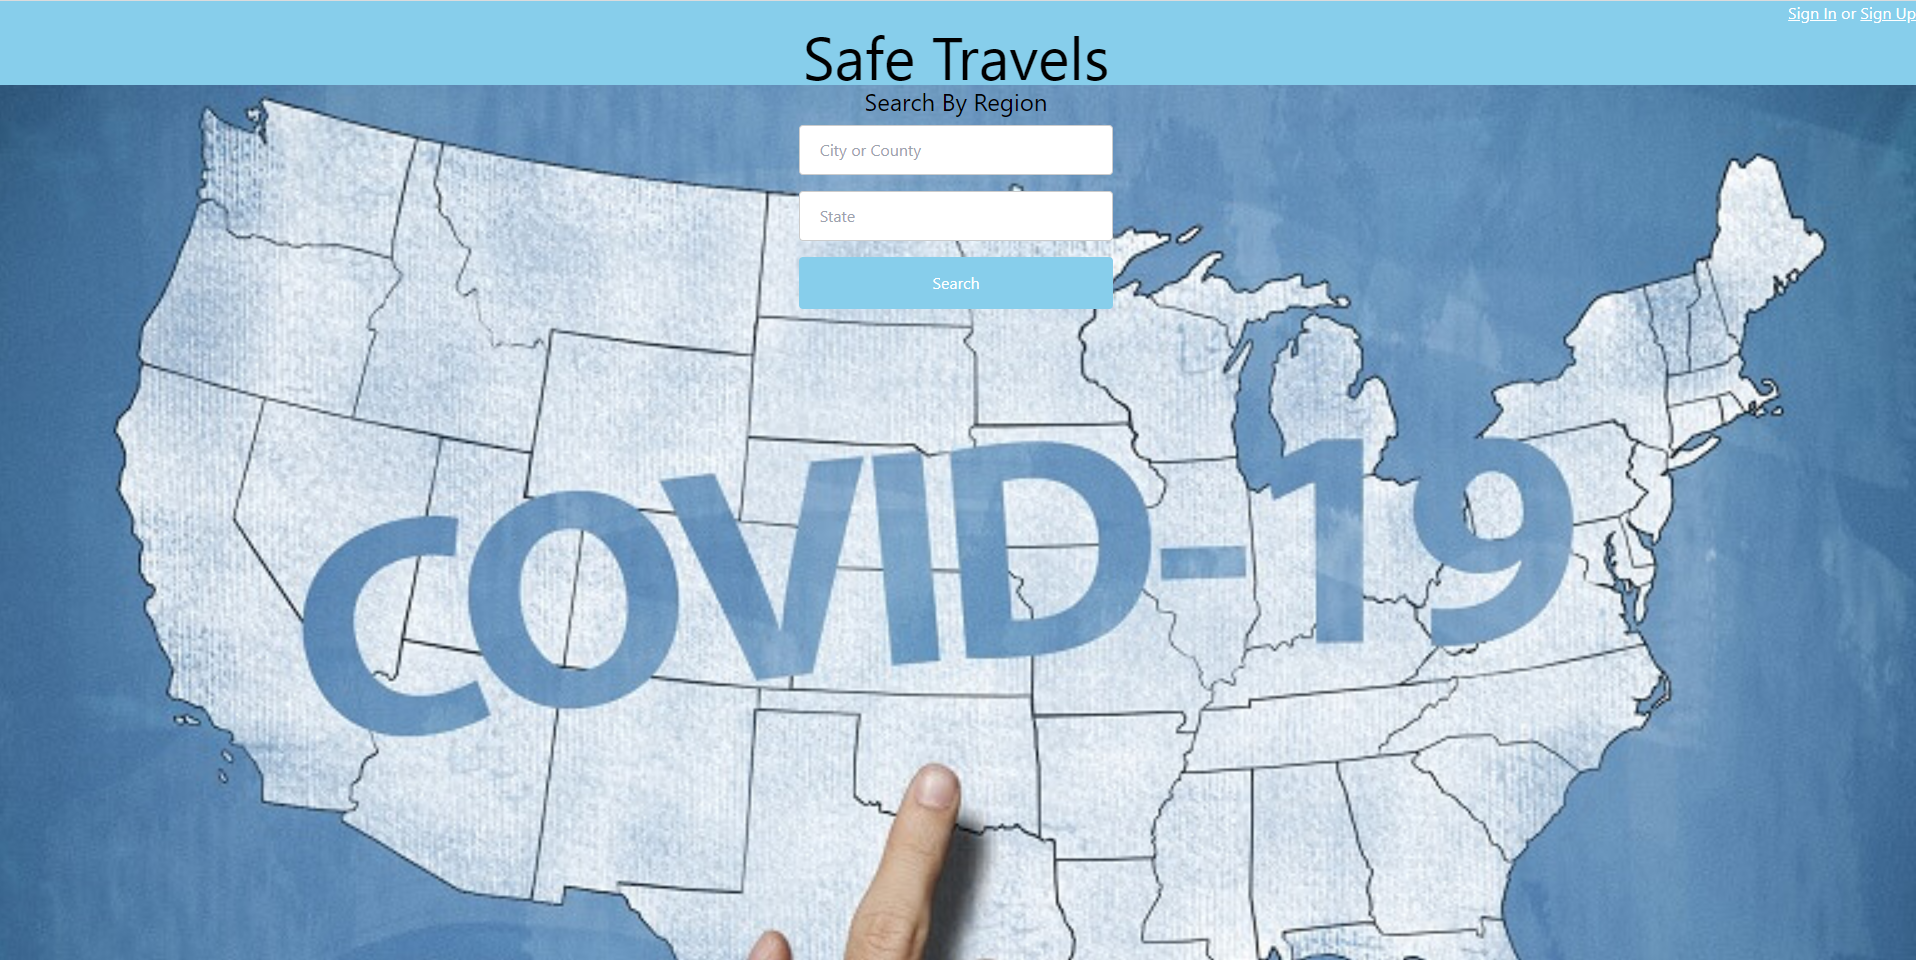 Sign In or Sign Up
Safe Travels
Search By Region
City or County
State
Search
COVID-19